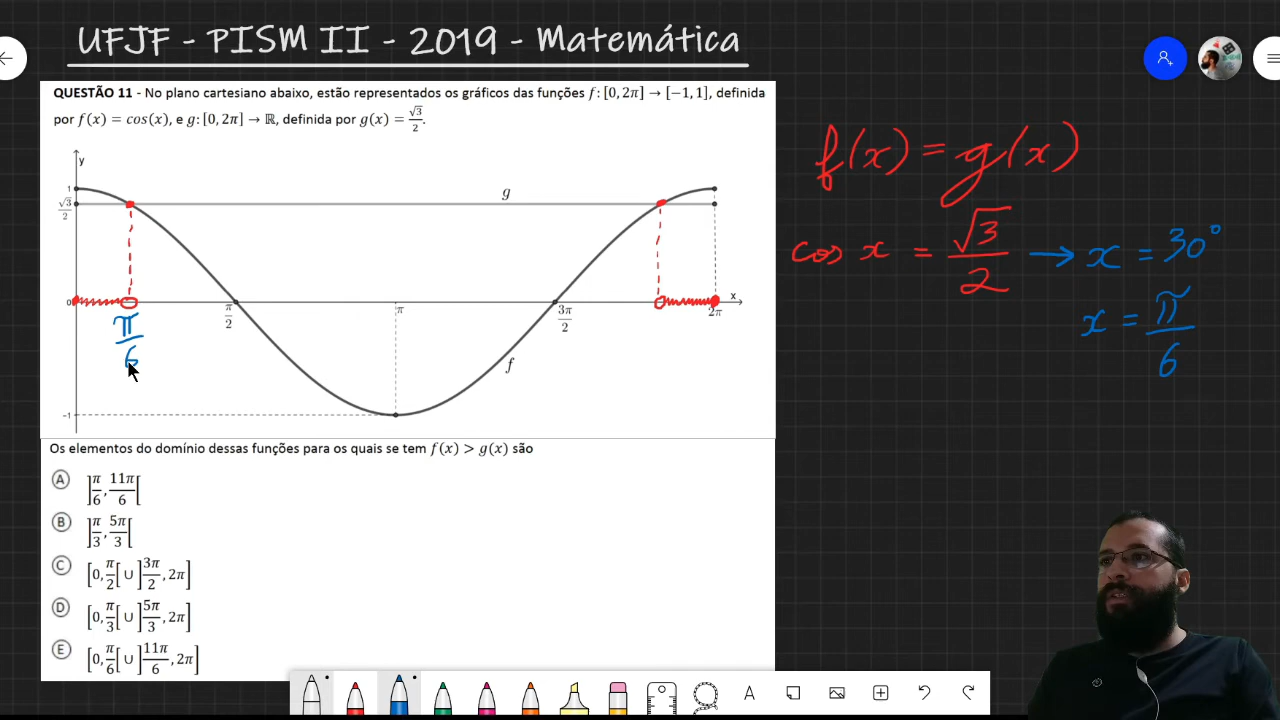 UFJF - PISM II - 2019 - Matemática
QUESTÃO 11 - No plano cartesiano abaixo, estão representados os gráficos das funções f: [0, 2π] → [−1, 1], definida
por f(x) = cos(x), e g: [0, 2π] → ℝ, definida por g(x) = √3/2.
y
1
√3/2
g
0
π/2
π
3π/2
2π
x
π/6
f
−1
Os elementos do domínio dessas funções para os quais se tem f(x) > g(x) são
A ]π/6, 11π/6[
B ]π/3, 5π/3[
C [0, π/2[ ∪ ]3π/2, 2π]
D [0, π/3[ ∪ ]5π/3, 2π]
E [0, π/6[ ∪ ]11π/6, 2π]
f(x) = g(x)
cos x = √3/2 → x = 30°
x = π/6
A